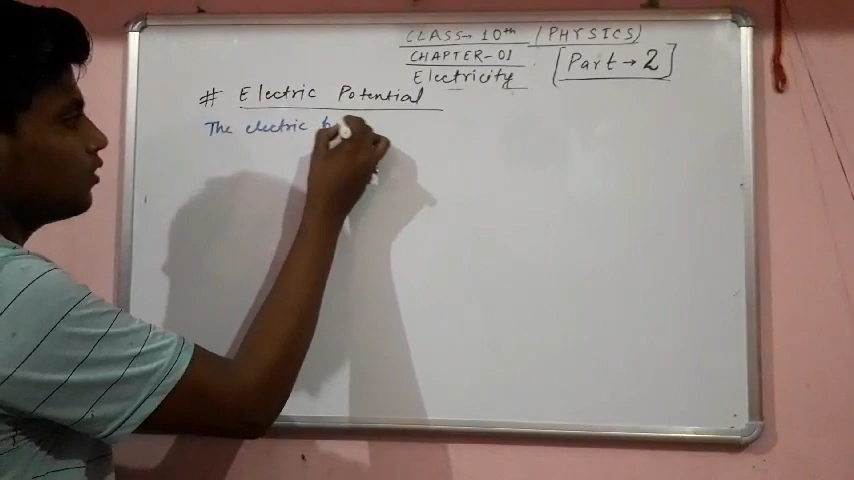 CLASS→ 10th (PHYSICS)
CHAPTER-01
Electricity [Part→2]
# Electric Potential
The electric